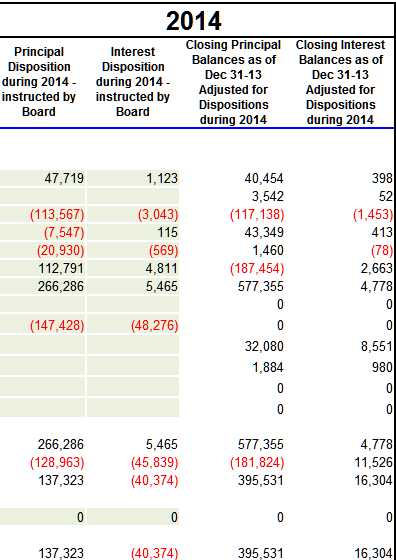 2014
Principal Disposition during 2014 - instructed by Board
Interest Disposition during 2014 - instructed by Board
Closing Principal Balances as of Dec 31-13 Adjusted for Dispositions during 2014
Closing Interest Balances as of Dec 31-13 Adjusted for Dispositions during 2014
47,719 1,123 40,454 398
3,542 52
(113,567) (3,043) (117,138) (1,453)
(7,547) 115 43,349 413
(20,930) (569) 1,460 (78)
112,791 4,811 (187,454) 2,663
266,286 5,465 577,355 4,778
0 0
(147,428) (48,276) 0 0
32,080 8,551
1,884 980
0 0
0 0
266,286 5,465 577,355 4,778
(128,963) (45,839) (181,824) 11,526
137,323 (40,374) 395,531 16,304
0 0 0 0
137,323 (40,374) 395,531 16,304